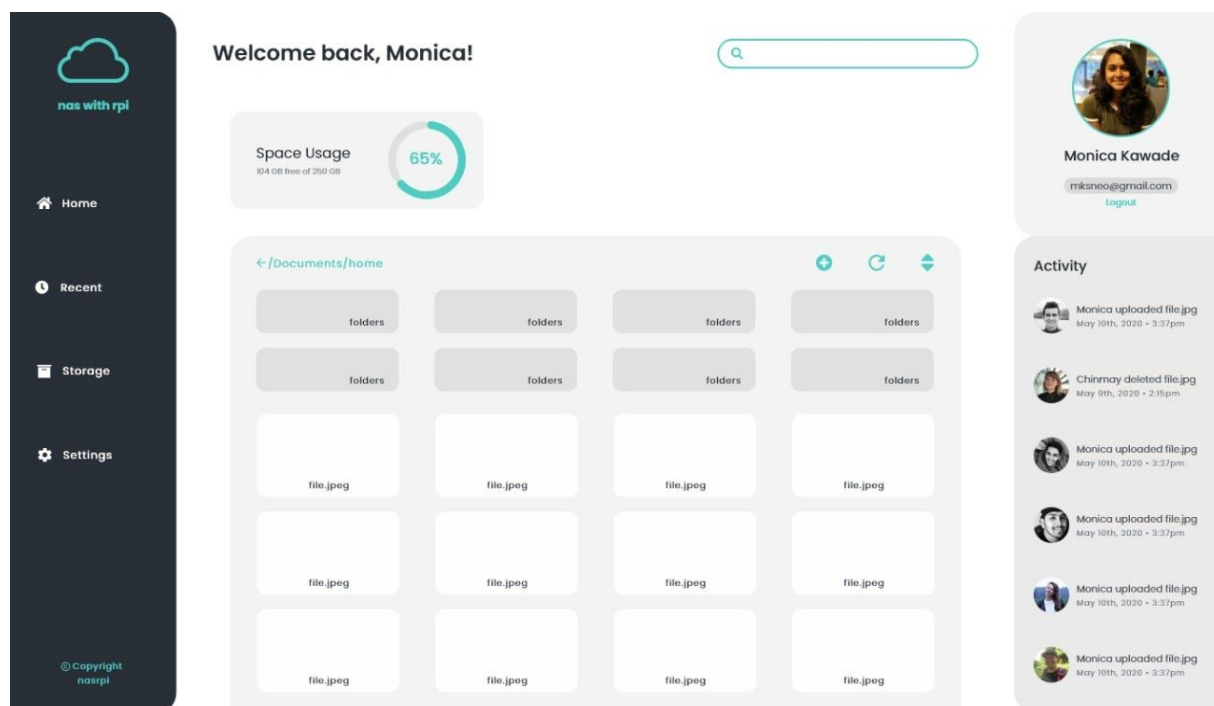 nas with rpi
Home
Recent
Storage
Settings
© Copyright
nasrpi
Welcome back, Monica!
Space Usage
104 GB free of 250 GB
65%
←/Documents/home
folders folders folders folders
folders folders folders folders
file.jpeg file.jpeg file.jpeg file.jpeg
file.jpeg file.jpeg file.jpeg file.jpeg
file.jpeg file.jpeg file.jpeg file.jpeg
Monica Kawade
mksneo@gmail.com
Logout
Activity
Monica uploaded file.jpg
May 10th, 2020 • 3:37pm
Chinmay deleted file.jpg
May 9th, 2020 • 2:15pm
Monica uploaded file.jpg
May 10th, 2020 • 3:37pm
Monica uploaded file.jpg
May 10th, 2020 • 3:37pm
Monica uploaded file.jpg
May 10th, 2020 • 3:37pm
Monica uploaded file.jpg
May 10th, 2020 • 3:37pm